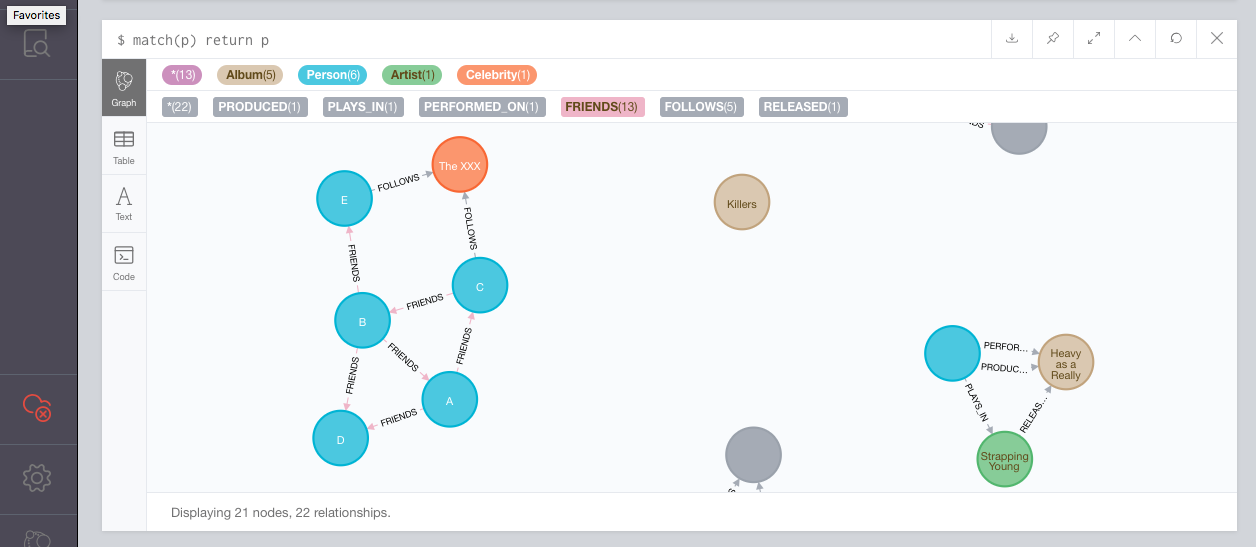 Favorites
$ match(p) return p
*(13) Album(5) Person(6) Artist(1) Celebrity(1)
*(22) PRODUCED(1) PLAYS_IN(1) PERFORMED_ON(1) FRIENDS(13) FOLLOWS(5) RELEASED(1)
Graph
Table
Text
Code
The XXX
FOLLOWS
E
Killers
FOLLOWS
FRIENDS
C
FRIENDS
B
FRIENDS
FRIENDS
FRIENDS
A
FRIENDS
D
PERFOR...
Heavy
as a
Really
PRODUC...
PLAYS_IN
RELEAS...
Strapping
Young
Displaying 21 nodes, 22 relationships.